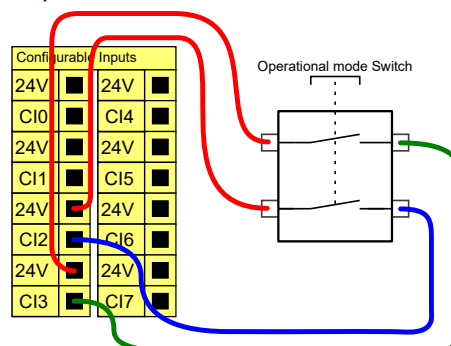 Configurable Inputs
Operational mode Switch
24V 24V
CI0 CI4
24V 24V
CI1 CI5
24V 24V
CI2 CI6
24V 24V
CI3 CI7